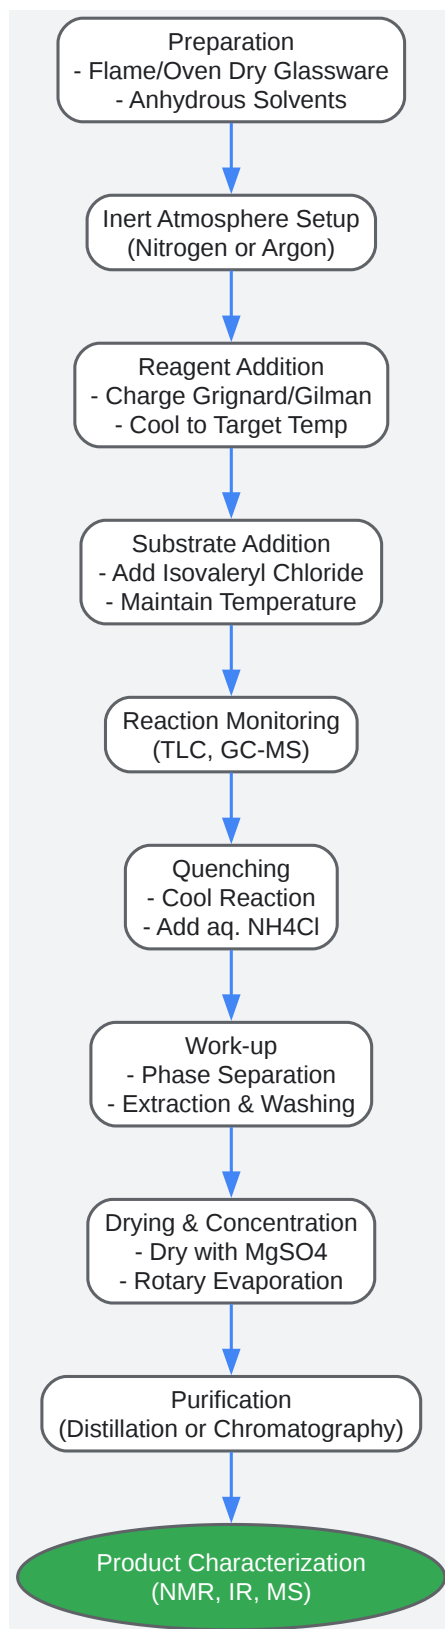 Preparation
- Flame/Oven Dry Glassware
- Anhydrous Solvents
Inert Atmosphere Setup
(Nitrogen or Argon)
Reagent Addition
- Charge Grignard/Gilman
- Cool to Target Temp
Substrate Addition
- Add Isovaleryl Chloride
- Maintain Temperature
Reaction Monitoring
(TLC, GC-MS)
Quenching
- Cool Reaction
- Add aq. NH4Cl
Work-up
- Phase Separation
- Extraction & Washing
Drying & Concentration
- Dry with MgSO4
- Rotary Evaporation
Purification
(Distillation or Chromatography)
Product Characterization
(NMR, IR, MS)